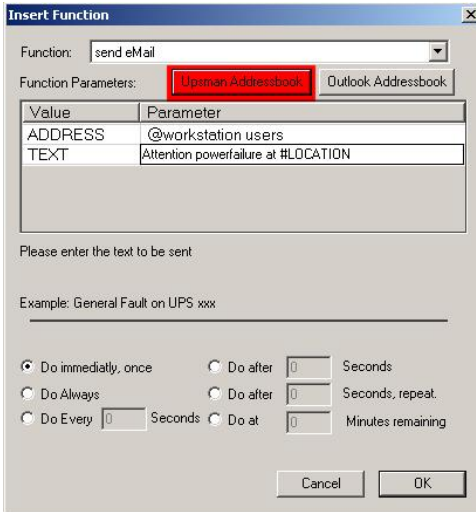 Insert Function
Function: send eMail
Function Parameters: Upsman Addressbook Outlook Addressbook
Value Parameter
ADDRESS @workstation users
TEXT Attention powerfailure at #LOCATION
Please enter the text to be sent
Example: General Fault on UPS xxx
Do immediatly, once Do after 0 Seconds
Do Always Do after 0 Seconds, repeat.
Do Every 0 Seconds Do at 0 Minutes remaining
Cancel OK